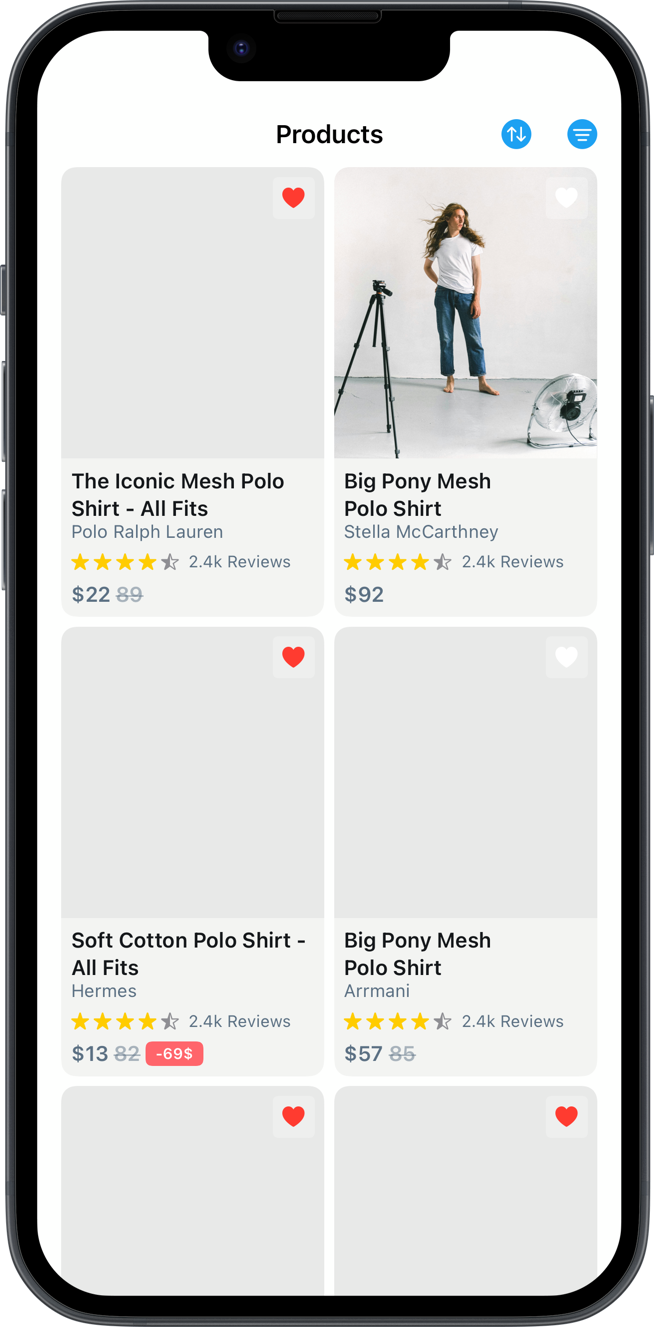 Products
The Iconic Mesh Polo
Shirt - All Fits
Polo Ralph Lauren
2.4k Reviews
$22 89
Big Pony Mesh
Polo Shirt
Stella McCarthney
2.4k Reviews
$92
Soft Cotton Polo Shirt -
All Fits
Hermes
2.4k Reviews
$13 82 -69$
Big Pony Mesh
Polo Shirt
Arrmani
2.4k Reviews
$57 85